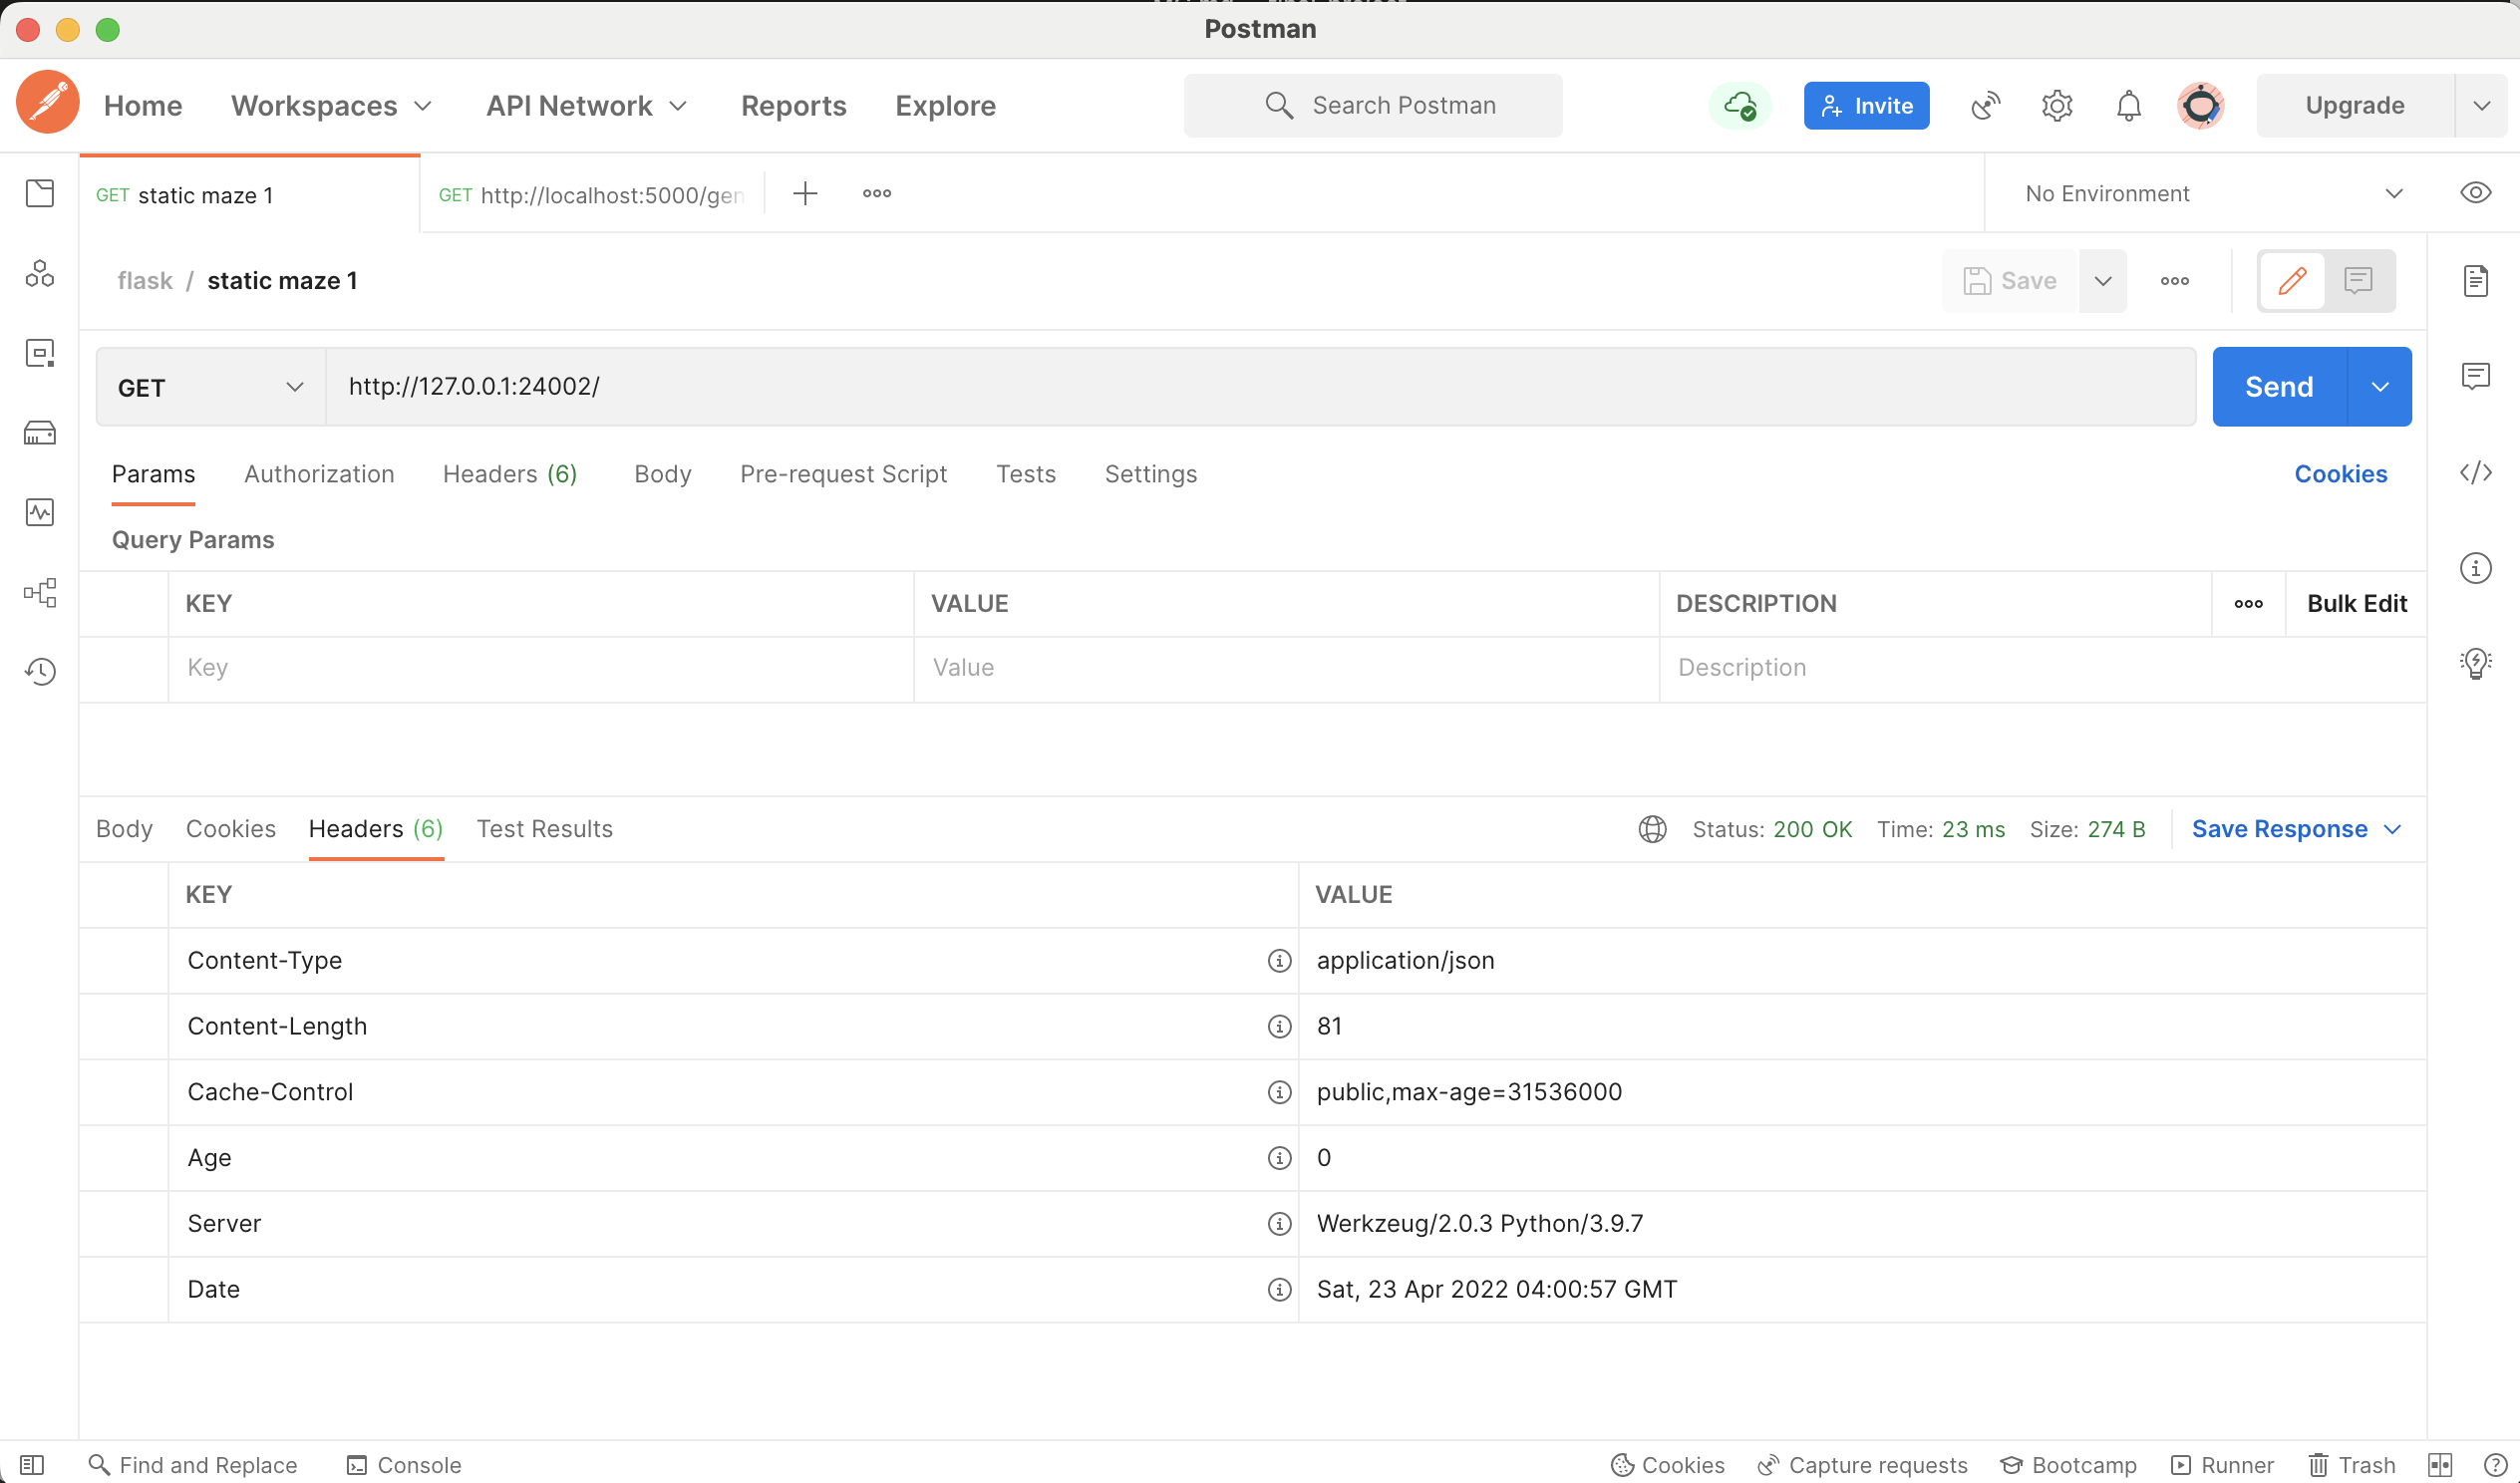 Postman
Home Workspaces API Network Reports Explore Search Postman Invite Upgrade
GET static maze 1 GET http://localhost:5000/gen No Environment
flask / static maze 1 Save
GET http://127.0.0.1:24002/ Send
Params Authorization Headers (6) Body Pre-request Script Tests Settings Cookies
Query Params
KEY VALUE DESCRIPTION Bulk Edit
Key Value Description
Body Cookies Headers (6) Test Results Status: 200 OK Time: 23 ms Size: 274 B Save Response
KEY VALUE
Content-Type application/json
Content-Length 81
Cache-Control public,max-age=31536000
Age 0
Server Werkzeug/2.0.3 Python/3.9.7
Date Sat, 23 Apr 2022 04:00:57 GMT
Find and Replace Console Cookies Capture requests Bootcamp Runner Trash